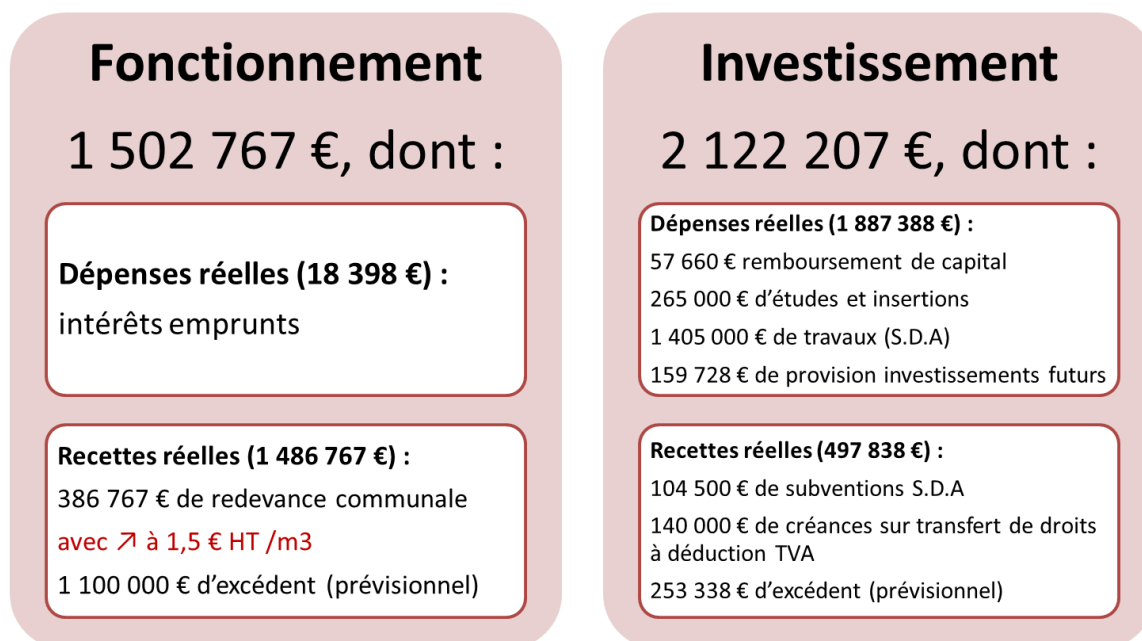 Fonctionnement
1 502 767 €, dont :
Dépenses réelles (18 398 €) :
intérêts emprunts
Recettes réelles (1 486 767 €) :
386 767 € de redevance communale
avec ↗ à 1,5 € HT /m3
1 100 000 € d'excédent (prévisionnel)
Investissement
2 122 207 €, dont :
Dépenses réelles (1 887 388 €) :
57 660 € remboursement de capital
265 000 € d'études et insertions
1 405 000 € de travaux (S.D.A)
159 728 € de provision investissements futurs
Recettes réelles (497 838 €) :
104 500 € de subventions S.D.A
140 000 € de créances sur transfert de droits
à déduction TVA
253 338 € d'excédent (prévisionnel)